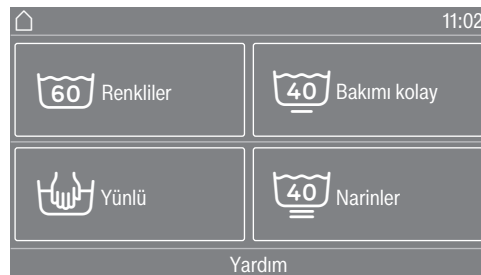 11:02
60 Renkliler
40 Bakımı kolay
Yünlü
40 Narinler
Yardım